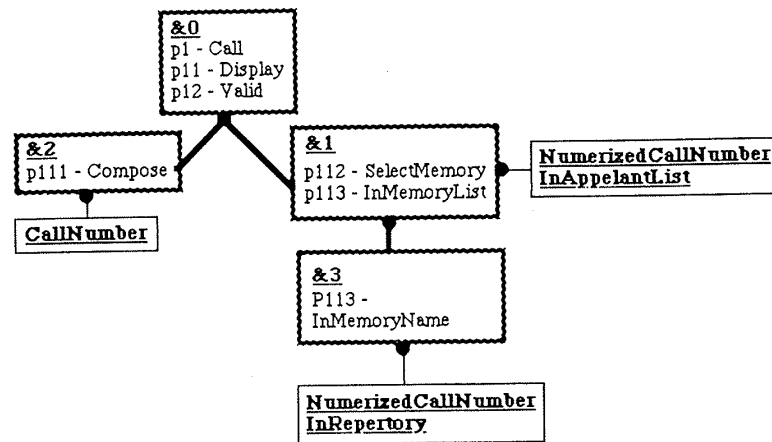 &0
p1 - Call
p11 - Display
p12 - Valid
&2
p111 - Compose
CallNumber
&1
p112 - SelectMemory
p113 - InMemoryList
NumerizedCallNumber
InAppelantList
&3
P113 -
InMemoryName
NumerizedCallNumber
InRepertory